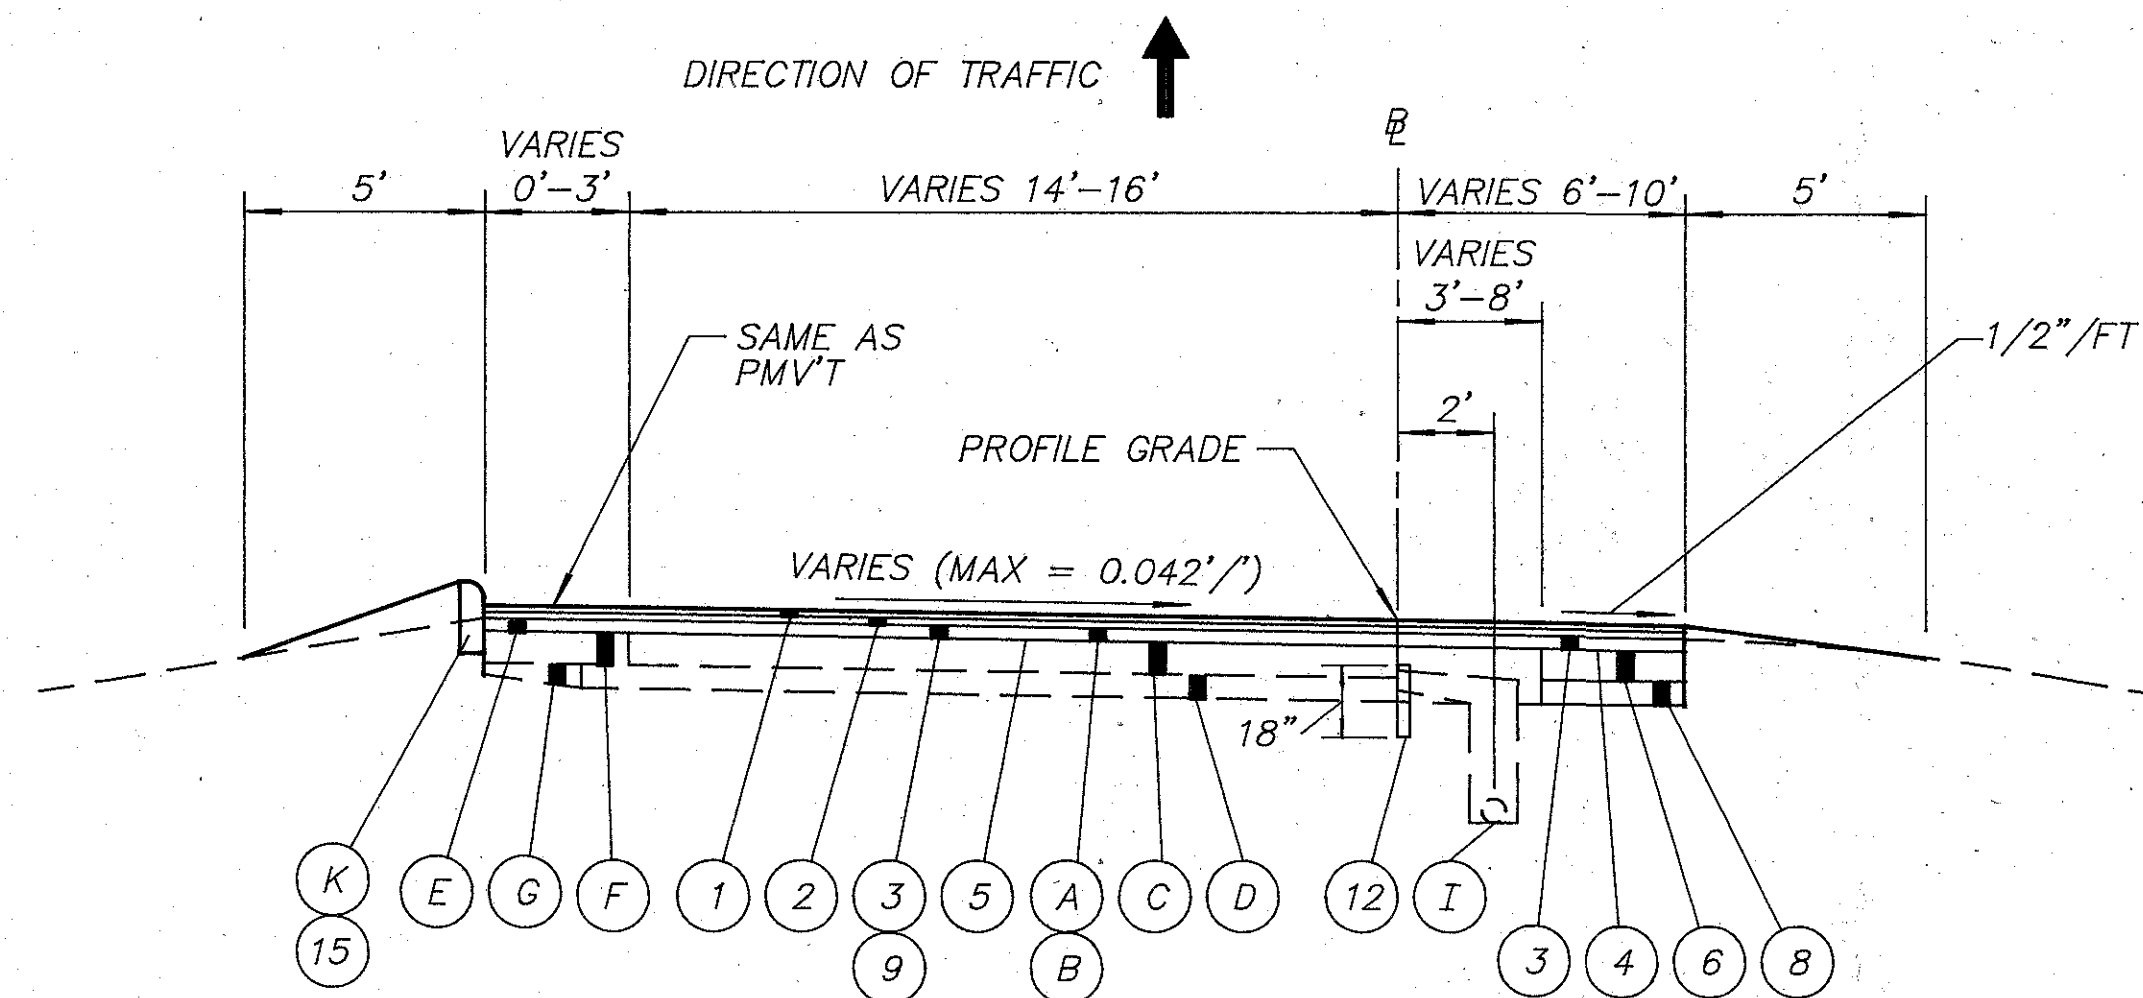 DIRECTION OF TRAFFIC
VARIES
5'
0'-3'
VARIES 14'-16'
VARIES 6'-10'
5'
VARIES
3'-8'
SAME AS
PMV'T
1/2"/FT
2'
PROFILE GRADE
VARIES (MAX = 0.042'/')
18"
K
E
G
F
1
2
3
5
A
C
D
12
I
15
9
B
3
4
6
8